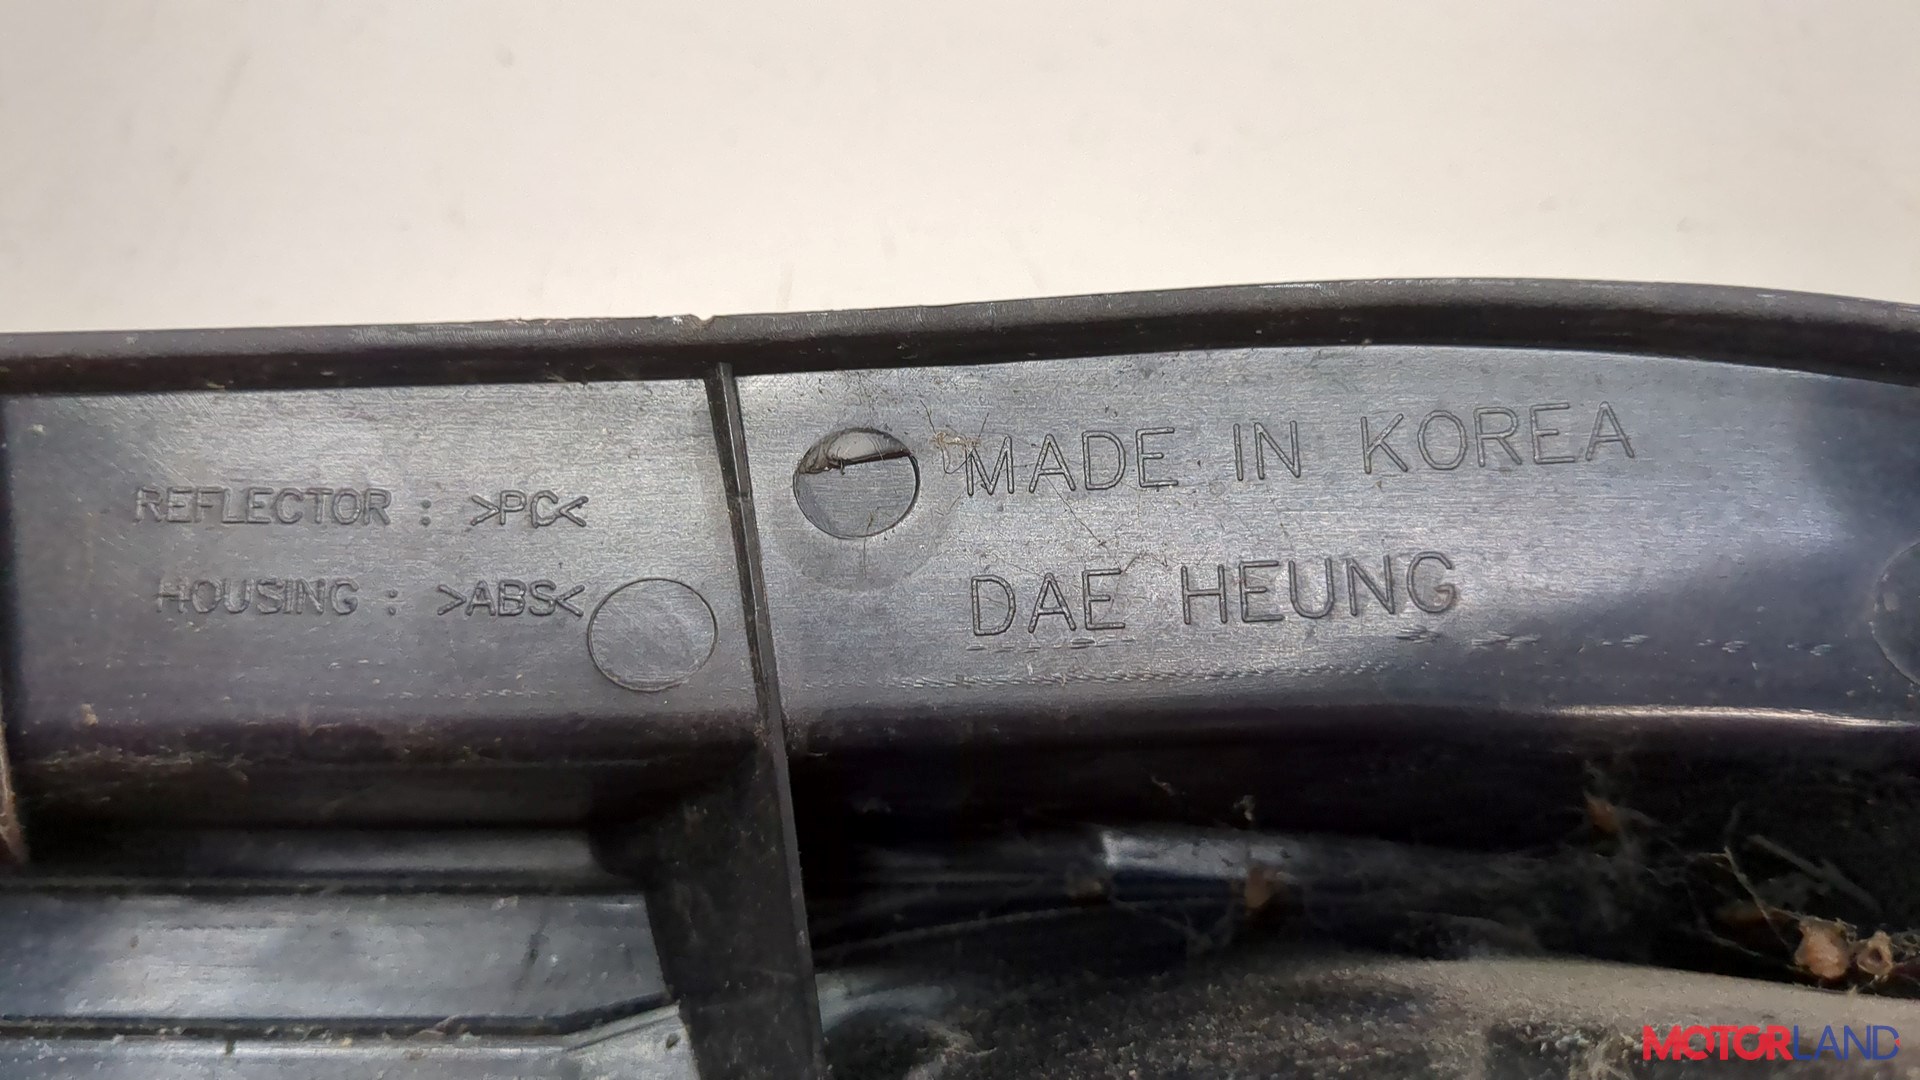 REFLECTOR : >PC<
HOUSING : >ABS<
MADE IN KOREA
DAE HEUNG
MOTORLAND